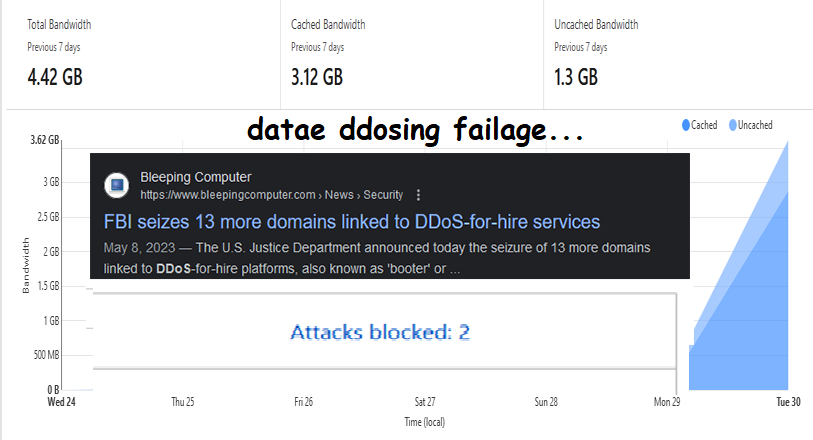 Total Bandwidth
Previous 7 days
4.42 GB
Cached Bandwidth
Previous 7 days
3.12 GB
Uncached Bandwidth
Previous 7 days
1.3 GB
datae ddosing failage...
Cached
Uncached
3.62 GB
3 GB
2.5 GB
2 GB
1.5 GB
1 GB
500 MB
0 B
Bandwidth
Bleeping Computer
https://www.bleepingcomputer.com › News › Security
FBI seizes 13 more domains linked to DDoS-for-hire services
May 8, 2023 — The U.S. Justice Department announced today the seizure of 13 more domains
linked to DDoS-for-hire platforms, also known as 'booter' or ...
Attacks blocked: 2
Wed 24
Thu 25
Fri 26
Sat 27
Sun 28
Mon 29
Tue 30
Time (local)